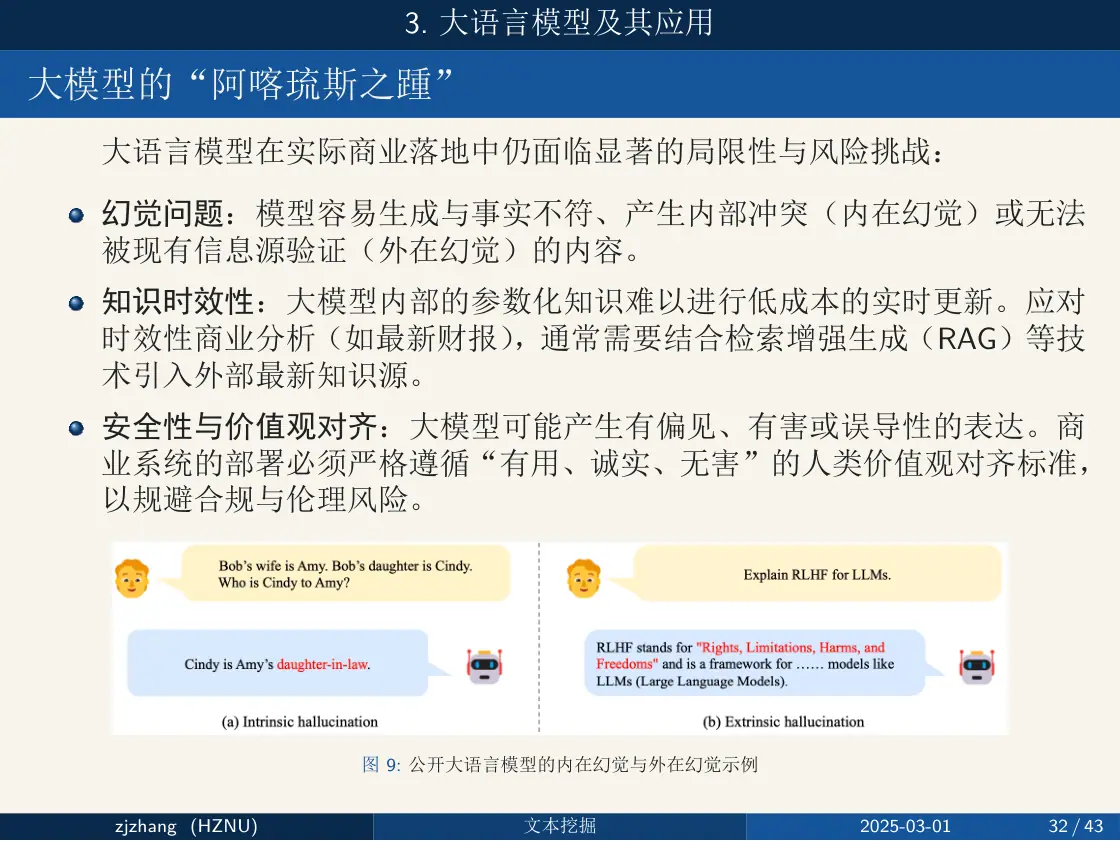 3. 大语言模型及其应用
大模型的“阿喀琉斯之踵”
大语言模型在实际商业落地中仍面临显著的局限性与风险挑战：
幻觉问题：模型容易生成与事实不符、产生内部冲突（内在幻觉）或无法
被现有信息源验证（外在幻觉）的内容。
知识时效性：大模型内部的参数化知识难以进行低成本的实时更新。应对
时效性商业分析（如最新财报），通常需要结合检索增强生成（RAG）等技
术引入外部最新知识源。
安全性与价值观对齐：大模型可能产生有偏见、有害或误导性的表达。商
业系统的部署必须严格遵循“有用、诚实、无害”的人类价值观对齐标准，
以规避合规与伦理风险。
Bob's wife is Amy. Bob's daughter is Cindy.
Who is Cindy to Amy?
Cindy is Amy's daughter-in-law.
(a) Intrinsic hallucination
Explain RLHF for LLMs.
RLHF stands for "Rights, Limitations, Harms, and
Freedoms" and is a framework for …… models like
LLMs (Large Language Models).
(b) Extrinsic hallucination
图 9: 公开大语言模型的内在幻觉与外在幻觉示例
zjzhang (HZNU) 文本挖掘 2025-03-01 32 / 43